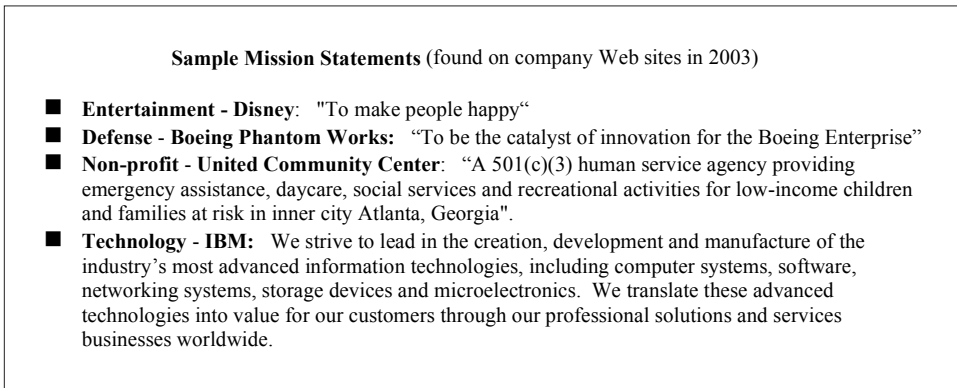 Sample Mission Statements (found on company Web sites in 2003)
■ Entertainment - Disney: "To make people happy“
■ Defense - Boeing Phantom Works: “To be the catalyst of innovation for the Boeing Enterprise”
■ Non-profit - United Community Center: “A 501(c)(3) human service agency providing
emergency assistance, daycare, social services and recreational activities for low-income children
and families at risk in inner city Atlanta, Georgia".
■ Technology - IBM: We strive to lead in the creation, development and manufacture of the
industry’s most advanced information technologies, including computer systems, software,
networking systems, storage devices and microelectronics. We translate these advanced
technologies into value for our customers through our professional solutions and services
businesses worldwide.